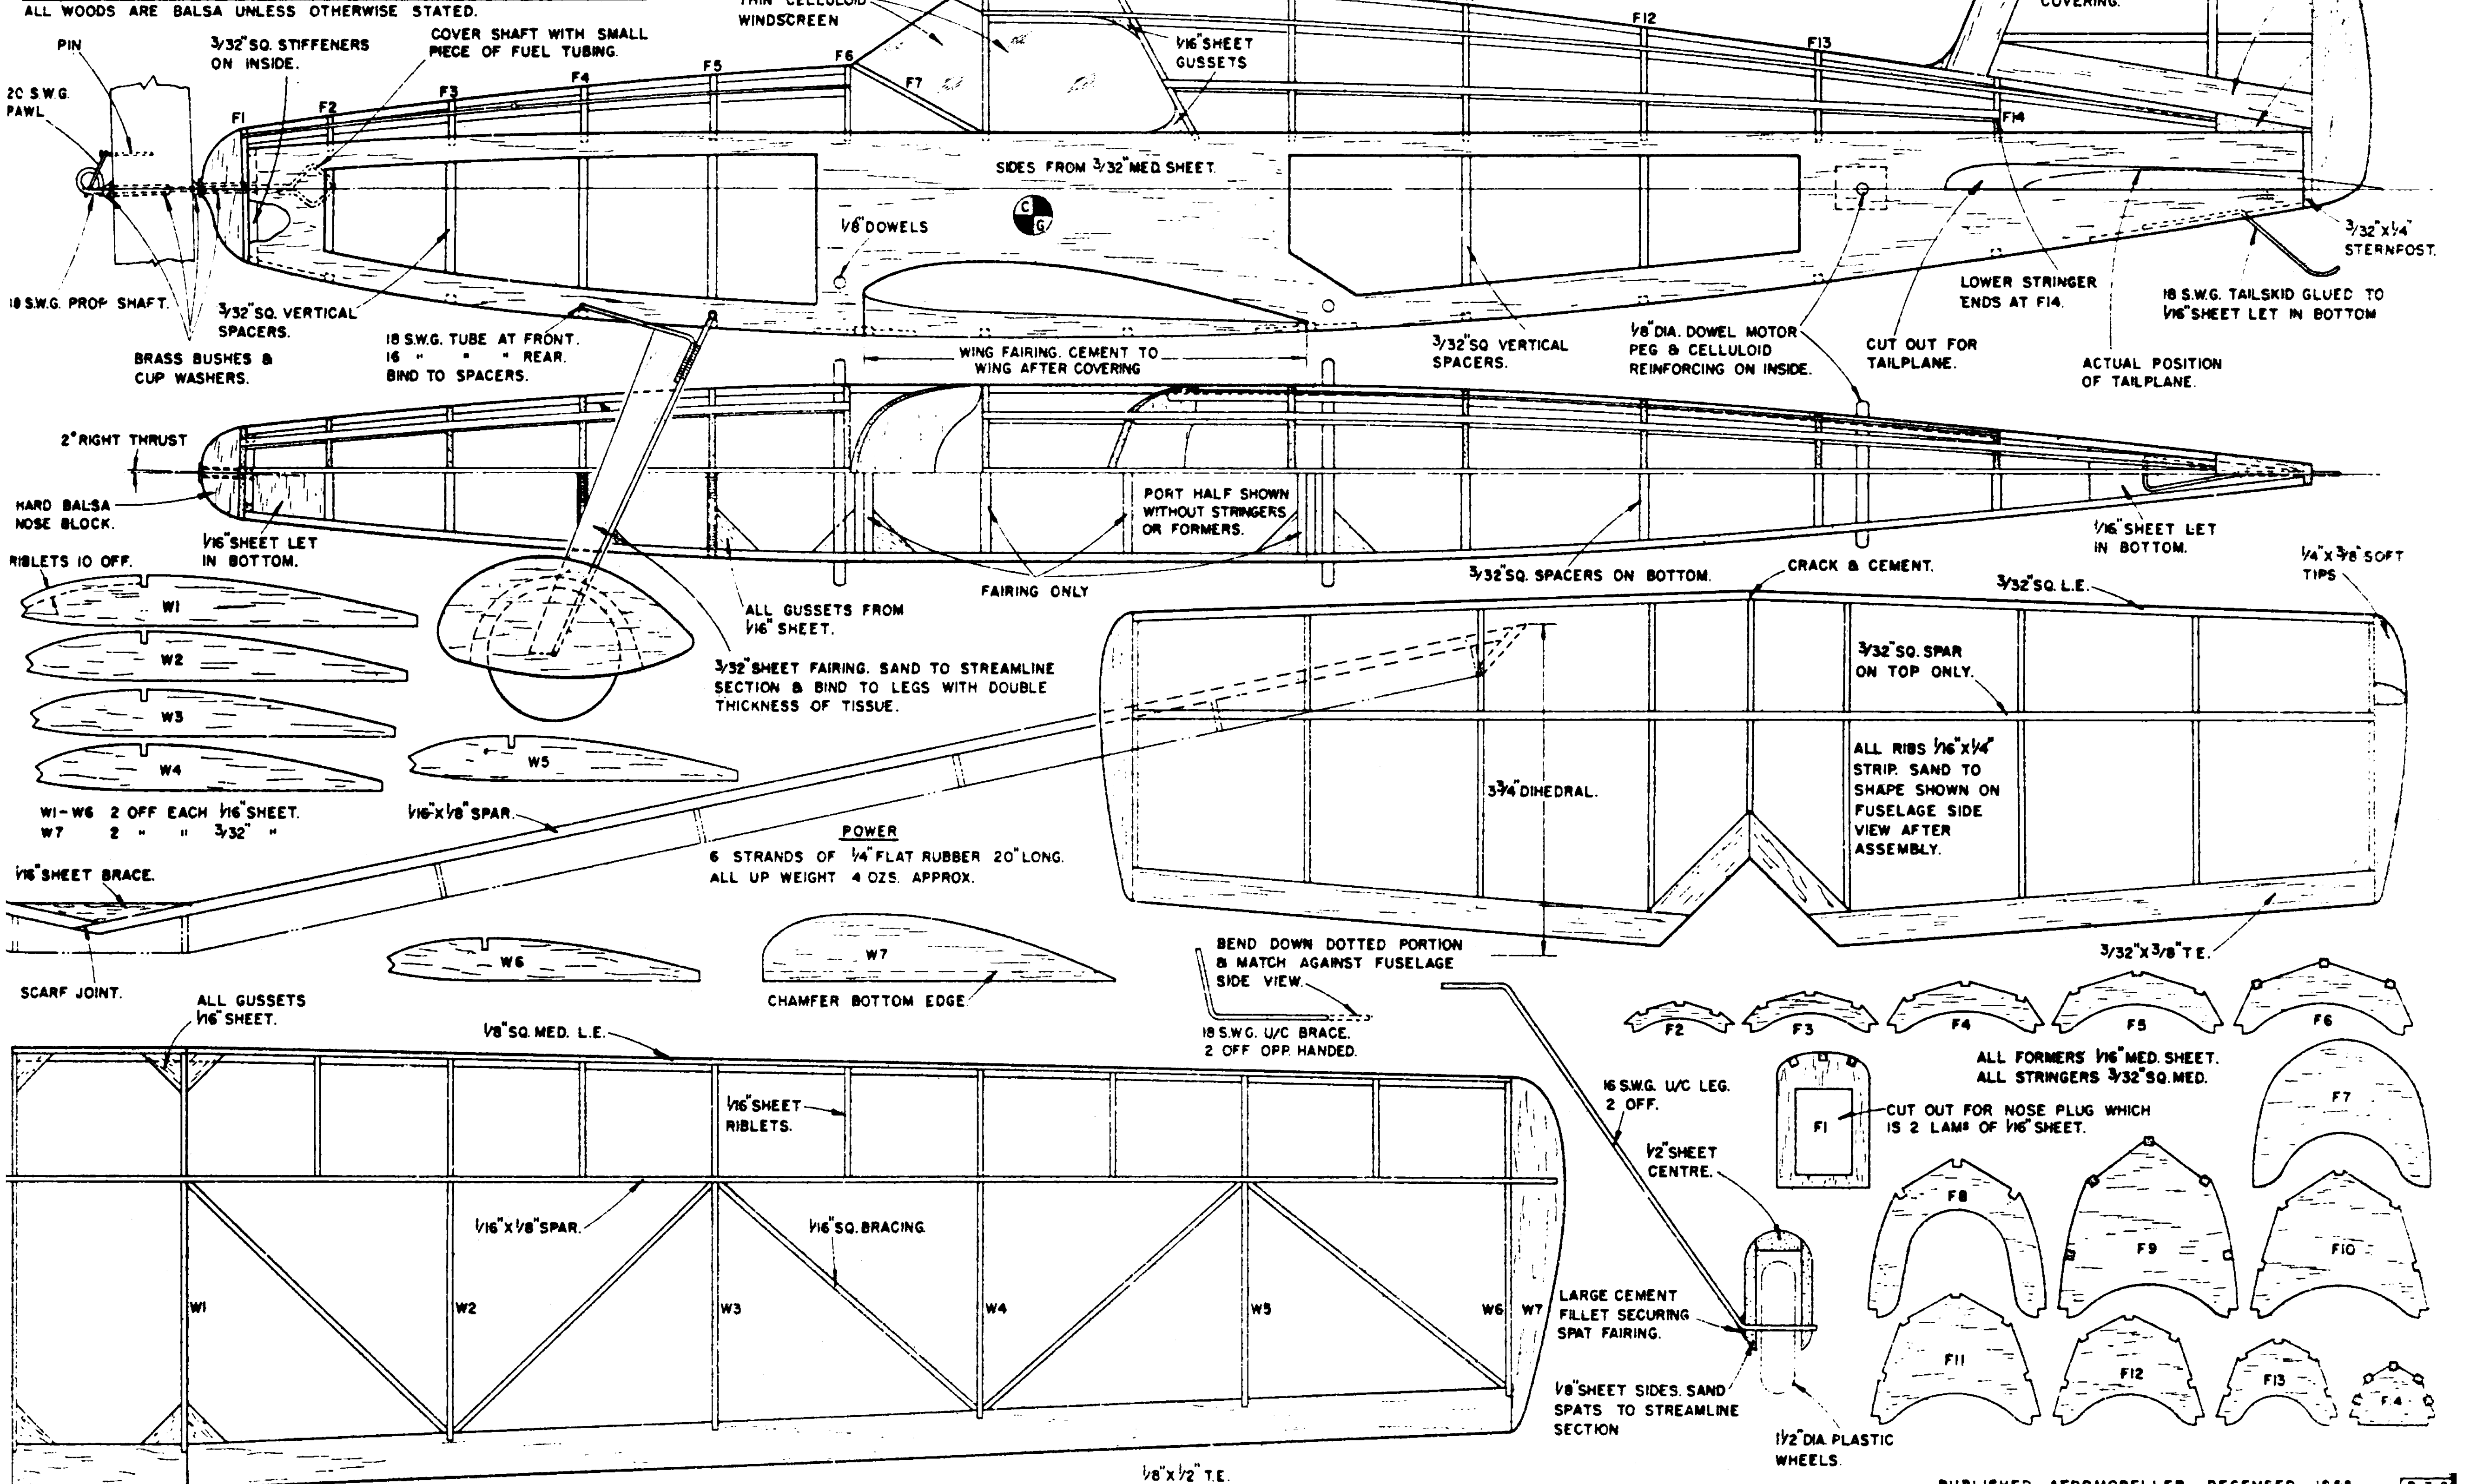 ALL WOODS ARE BALSA UNLESS OTHERWISE STATED.
PIN
3/32" SQ. STIFFENERS
ON INSIDE.
COVER SHAFT WITH SMALL
PIECE OF FUEL TUBING.
THIN CELLULOID
WINDSCREEN
1/16" SHEET
GUSSETS
COVERING.
20 S.W.G.
PAWL
F1
F2
F3
F4
F5
F6
F7
F12
F13
F14
SIDES FROM 3/32" MED. SHEET.
C
G
1/8" DOWELS
18 S.W.G. PROP SHAFT.
3/32" SQ. VERTICAL
SPACERS.
BRASS BUSHES &
CUP WASHERS.
18 S.W.G. TUBE AT FRONT.
16 " " " REAR.
BIND TO SPACERS.
WING FAIRING. CEMENT TO
WING AFTER COVERING
3/32" SQ VERTICAL
SPACERS.
1/8" DIA. DOWEL MOTOR
PEG & CELLULOID
REINFORCING ON INSIDE.
CUT OUT FOR
TAILPLANE.
LOWER STRINGER
ENDS AT F14.
ACTUAL POSITION
OF TAILPLANE.
18 S.W.G. TAILSKID GLUED TO
1/16" SHEET LET IN BOTTOM
3/32" X 1/4"
STERNPOST.
2° RIGHT THRUST
HARD BALSA
NOSE BLOCK.
1/16" SHEET LET
IN BOTTOM.
PORT HALF SHOWN
WITHOUT STRINGERS
OR FORMERS.
FAIRING ONLY
ALL GUSSETS FROM
1/16" SHEET.
3/32" SQ. SPACERS ON BOTTOM.
1/16" SHEET LET
IN BOTTOM.
3/32" SHEET FAIRING. SAND TO STREAMLINE
SECTION & BIND TO LEGS WITH DOUBLE
THICKNESS OF TISSUE.
RIBLETS 10 OFF.
W1
W2
W3
W4
W5
W1-W6 2 OFF EACH 1/16" SHEET.
W7 2 " " 3/32" "
1/16" X 1/8" SPAR.
1/16" SHEET BRACE.
SCARF JOINT.
POWER
6 STRANDS OF 1/4" FLAT RUBBER 20" LONG.
ALL UP WEIGHT 4 OZS. APPROX.
3 3/4" DIHEDRAL.
CRACK & CEMENT.
3/32" SQ. L.E.
1/4" X 3/8" SOFT
TIPS
3/32" SQ. SPAR
ON TOP ONLY.
ALL RIBS 1/16" X 1/4"
STRIP. SAND TO
SHAPE SHOWN ON
FUSELAGE SIDE
VIEW AFTER
ASSEMBLY.
3/32" X 3/8" T.E.
W6
W7
CHAMFER BOTTOM EDGE.
BEND DOWN DOTTED PORTION
& MATCH AGAINST FUSELAGE
SIDE VIEW.
18 S.W.G. U/C BRACE.
2 OFF OPP. HANDED.
ALL GUSSETS
1/16" SHEET.
1/8" SQ. MED. L.E.
1/16" SHEET
RIBLETS.
1/16" X 1/8" SPAR.
1/16" SQ. BRACING.
W1
W2
W3
W4
W5
W6
W7
1/8" X 1/2" T.E.
16 S.W.G. U/C LEG.
2 OFF.
1/2" SHEET
CENTRE.
LARGE CEMENT
FILLET SECURING
SPAT FAIRING.
1/8" SHEET SIDES. SAND
SPATS TO STREAMLINE
SECTION
1 1/2" DIA. PLASTIC
WHEELS.
F2
F3
F4
F5
F6
ALL FORMERS 1/16" MED. SHEET.
ALL STRINGERS 3/32" SQ. MED.
F1
CUT OUT FOR NOSE PLUG WHICH
IS 2 LAMS OF 1/16" SHEET.
F7
F8
F9
F10
F11
F12
F13
PUBLISHED AEROMODELLER DECEMBER